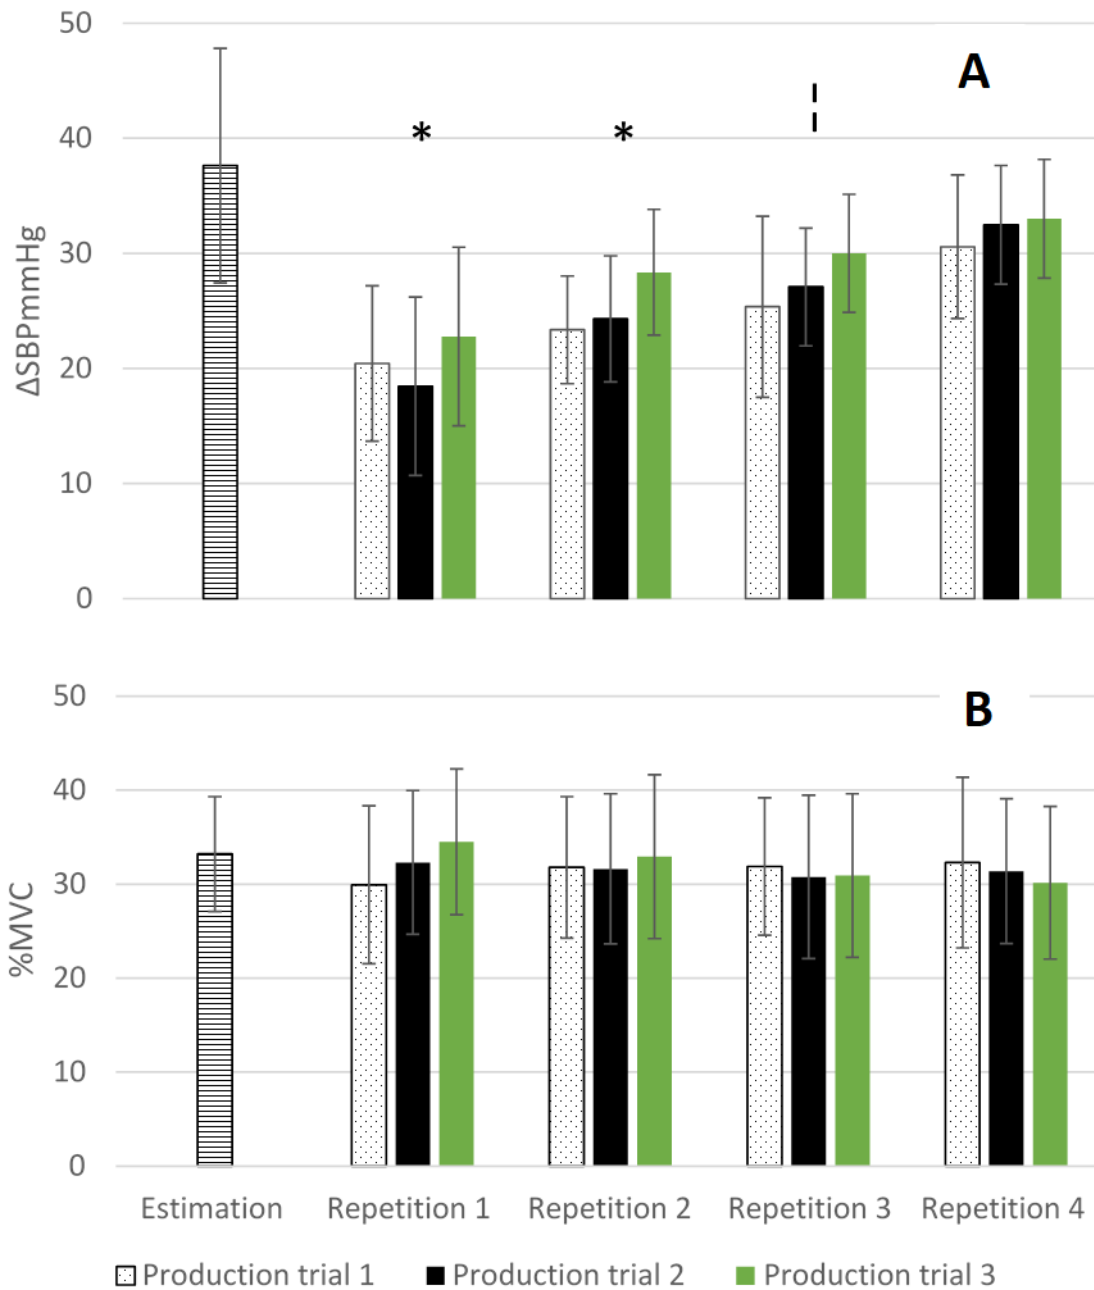 50
A
40
* *
¦
30
20
10
0
ΔSBPmmHg
50
B
40
30
20
10
0
%MVC
Estimation Repetition 1 Repetition 2 Repetition 3 Repetition 4
Production trial 1 Production trial 2 Production trial 3